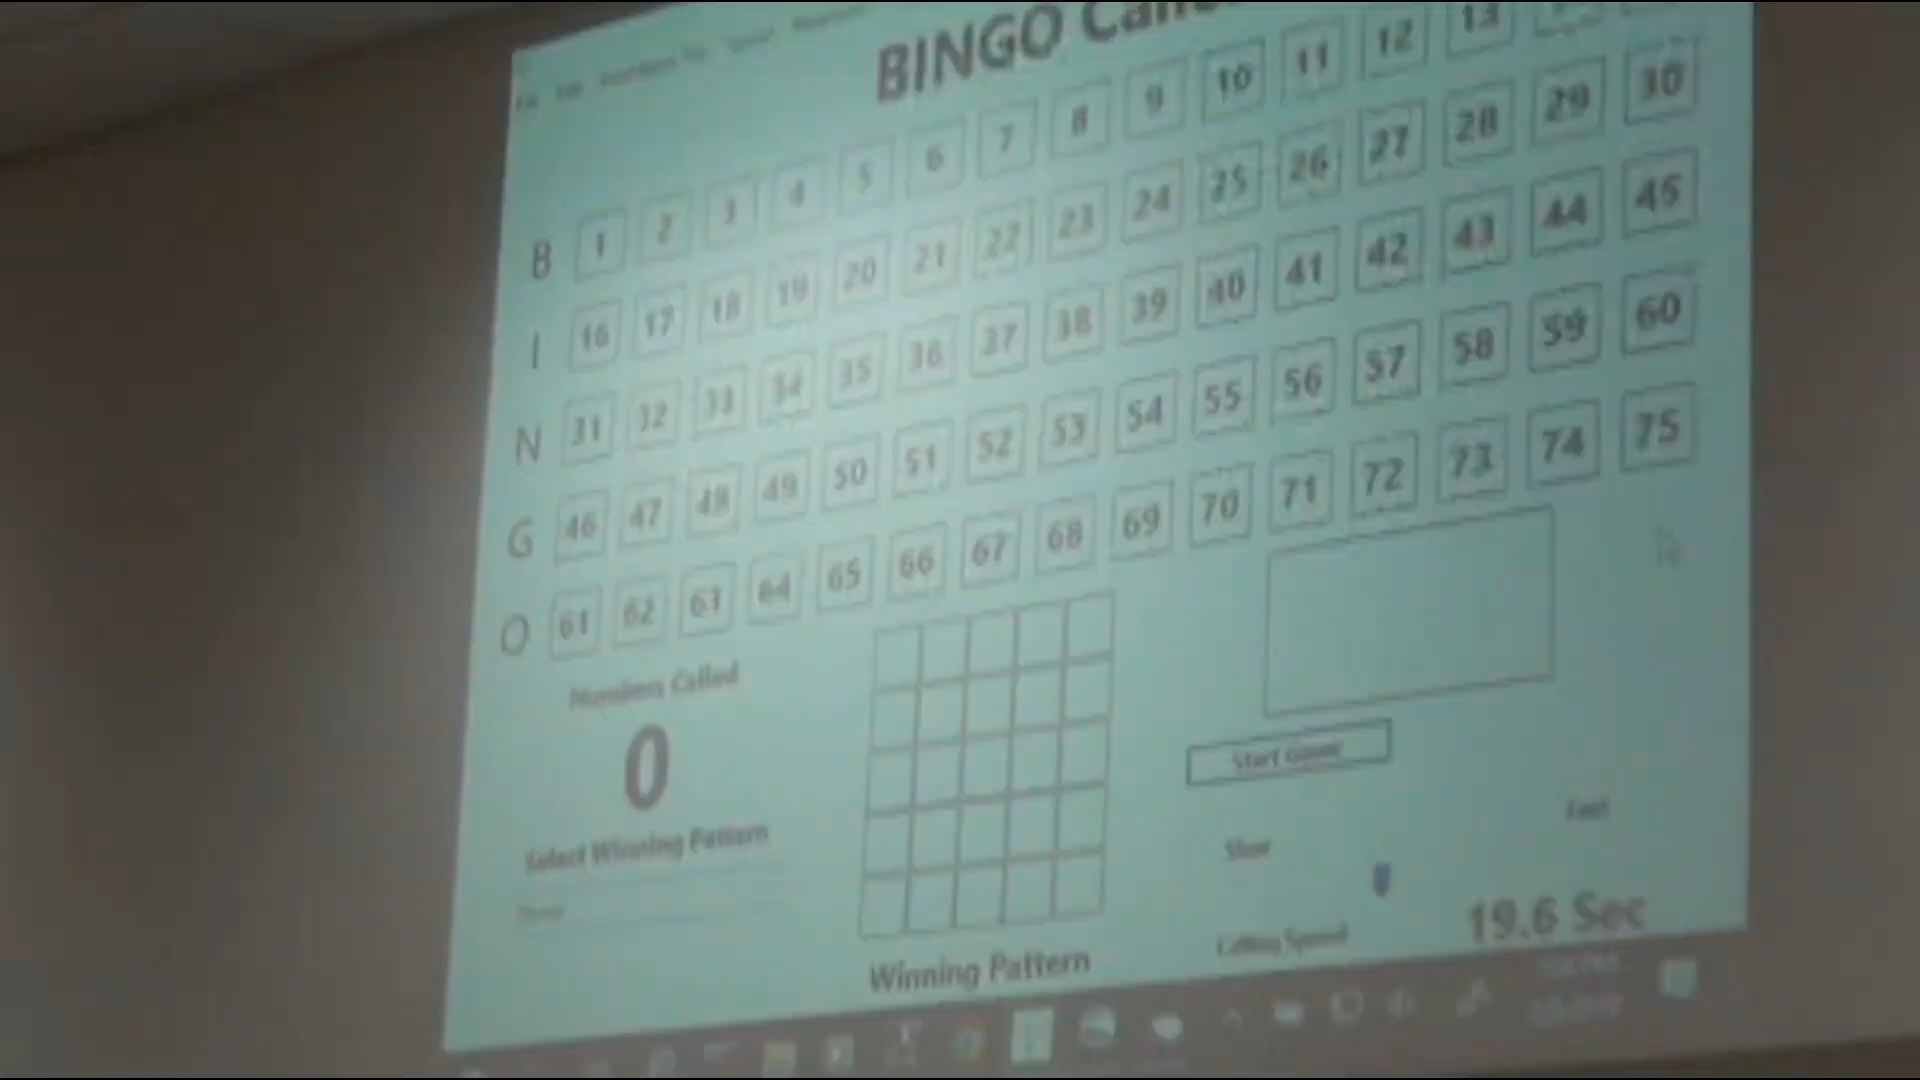 BINGO
B 1 2 3 4 5 6 7 8 9 10 11 12 13
I 16 17 18 19 20 21 22 23 24 25 26 27 28 29 30
N 31 32 33 34 35 36 37 38 39 40 41 42 43 44 45
G 46 47 48 49 50 51 52 53 54 55 56 57 58 59 60
O 61 62 63 64 65 66 67 68 69 70 71 72 73 74 75
Numbers Called
0
Select Winning Pattern
Winning Pattern
Start Game
Slow Fast
Calling Speed
19.6 Sec